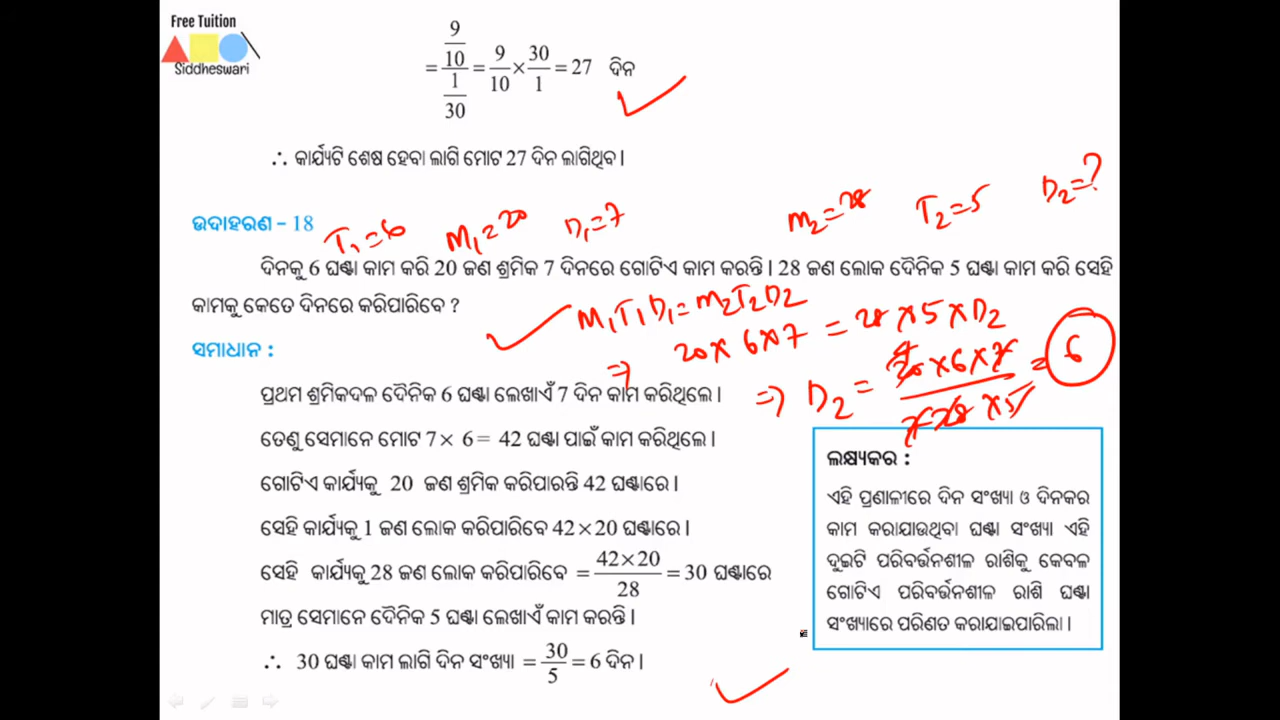 Free Tuition
Siddheswari
= 9/10 / 1/30 = 9/10 × 30/1 = 27 ଦିନ
∴ କାର୍ଯ୍ୟଟି ଶେଷ ହେବା ଲାଗି ମୋଟ 27 ଦିନ ଲାଗିଥିବ ।
T₁=6 M₁=20 D₁=7 M₂=28 T₂=5 D₂=?
ଉଦାହରଣ – 18
ଦିନକୁ 6 ଘଣ୍ଟା କାମ କରି 20 ଜଣ ଶ୍ରମିକ 7 ଦିନରେ ଗୋଟିଏ କାମ କରନ୍ତି । 28 ଜଣ ଲୋକ ଦୈନିକ 5 ଘଣ୍ଟା କାମ କରି ସେହି
କାମକୁ କେତେ ଦିନରେ କରିପାରିବେ ?
M₁T₁D₁=M₂T₂D₂
⇒ 20×6×7 = 28×5×D₂
⇒ D₂ = 20×6×7 / 28×5 = 6
ସମାଧାନ :
ପ୍ରଥମ ଶ୍ରମିକଦଳ ଦୈନିକ 6 ଘଣ୍ଟା ଲେଖାଏଁ 7 ଦିନ କାମ କରିଥିଲେ ।
ତେଣୁ ସେମାନେ ମୋଟ 7 × 6 = 42 ଘଣ୍ଟା ପାଇଁ କାମ କରିଥିଲେ ।
ଗୋଟିଏ କାର୍ଯ୍ୟକୁ 20 ଜଣ ଶ୍ରମିକ କରିପାରନ୍ତି 42 ଘଣ୍ଟାରେ ।
ସେହି କାର୍ଯ୍ୟକୁ 1 ଜଣ ଲୋକ କରିପାରିବେ 42 × 20 ଘଣ୍ଟାରେ ।
ସେହି କାର୍ଯ୍ୟକୁ 28 ଜଣ ଲୋକ କରିପାରିବେ = 42 × 20 / 28 = 30 ଘଣ୍ଟାରେ
ମାତ୍ର ସେମାନେ ଦୈନିକ 5 ଘଣ୍ଟା ଲେଖାଏଁ କାମ କରନ୍ତି ।
∴ 30 ଘଣ୍ଟା କାମ ଲାଗି ଦିନ ସଂଖ୍ୟା = 30/5 = 6 ଦିନ ।
ଲକ୍ଷ୍ୟକର :
ଏହି ପ୍ରଣାଳୀରେ ଦିନ ସଂଖ୍ୟା ଓ ଦିନକର
କାମ କରାଯାଉଥିବା ଘଣ୍ଟା ସଂଖ୍ୟା ଏହି
ଦୁଇଟି ପରିବର୍ତ୍ତନଶୀଳ ରାଶିକୁ କେବଳ
ଗୋଟିଏ ପରିବର୍ତ୍ତନଶୀଳ ରାଶି ଘଣ୍ଟା
ସଂଖ୍ୟାରେ ପରିଣତ କରାଯାଇପାରିଲା ।